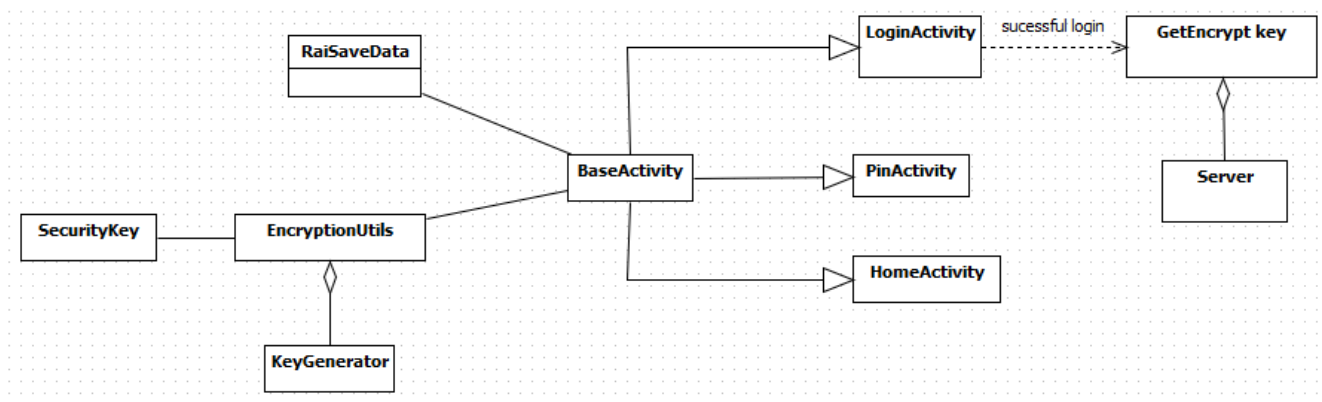 RaiSaveData
LoginActivity
sucessful login
GetEncrypt key
BaseActivity
PinActivity
Server
SecurityKey
EncryptionUtils
HomeActivity
KeyGenerator